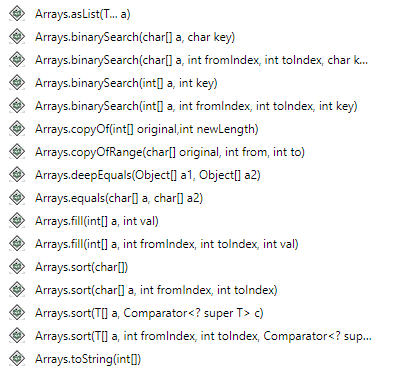 Arrays.asList(T... a)
Arrays.binarySearch(char[] a, char key)
Arrays.binarySearch(char[] a, int fromIndex, int toIndex, char k...
Arrays.binarySearch(int[] a, int key)
Arrays.binarySearch(int[] a, int fromIndex, int toIndex, int key)
Arrays.copyOf(int[] original,int newLength)
Arrays.copyOfRange(char[] original, int from, int to)
Arrays.deepEquals(Object[] a1, Object[] a2)
Arrays.equals(char[] a, char[] a2)
Arrays.fill(int[] a, int val)
Arrays.fill(int[] a, int fromIndex, int toIndex, int val)
Arrays.sort(char[])
Arrays.sort(char[] a, int fromIndex, int toIndex)
Arrays.sort(T[] a, Comparator<? super T> c)
Arrays.sort(T[] a, int fromIndex, int toIndex, Comparator<? sup...
Arrays.toString(int[])